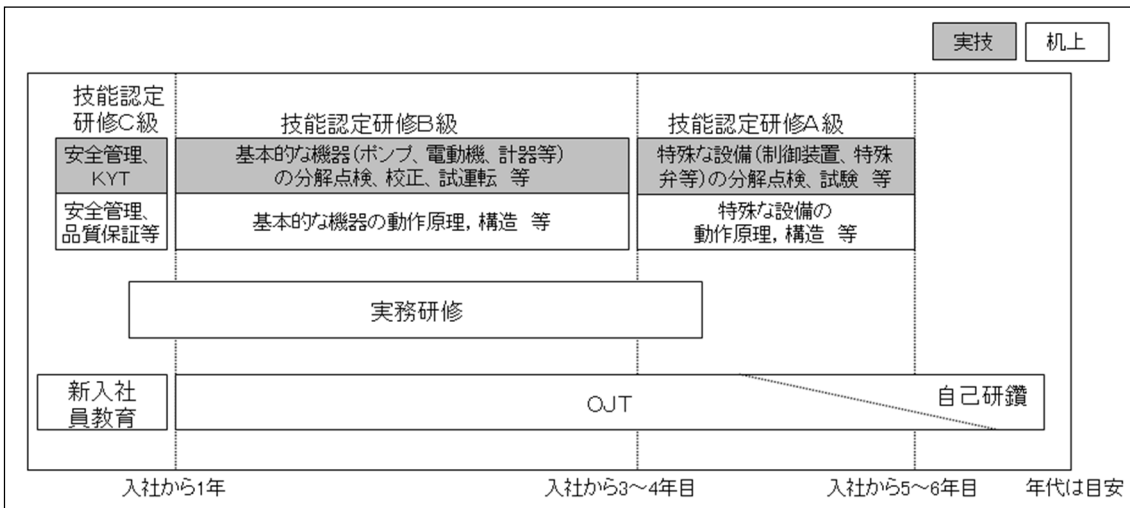 実技
机上
技能認定
研修C級
技能認定研修B級
技能認定研修A級
安全管理、
KYT
基本的な機器(ポンプ、電動機、計器等)
の分解点検、校正、試運転 等
特殊な設備(制御装置、特殊
弁等)の分解点検、試験 等
安全管理、
品質保証等
基本的な機器の動作原理,構造 等
特殊な設備の
動作原理,構造 等
実務研修
新入社
員教育
OJT
自己研鑽
入社から1年
入社から3～4年目
入社から5～6年目
年代は目安